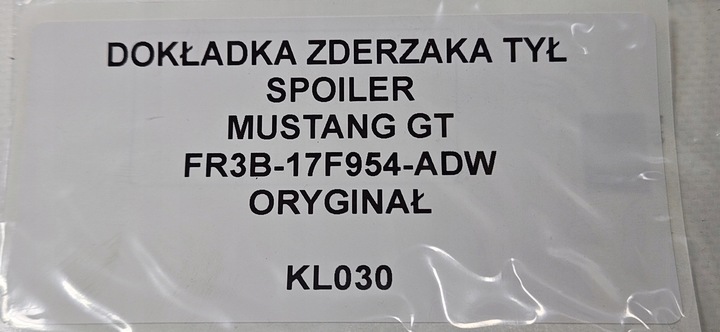 DOKŁADKA ZDERZAKA TYŁ
SPOILER
MUSTANG GT
FR3B-17F954-ADW
ORYGINAŁ
KL030